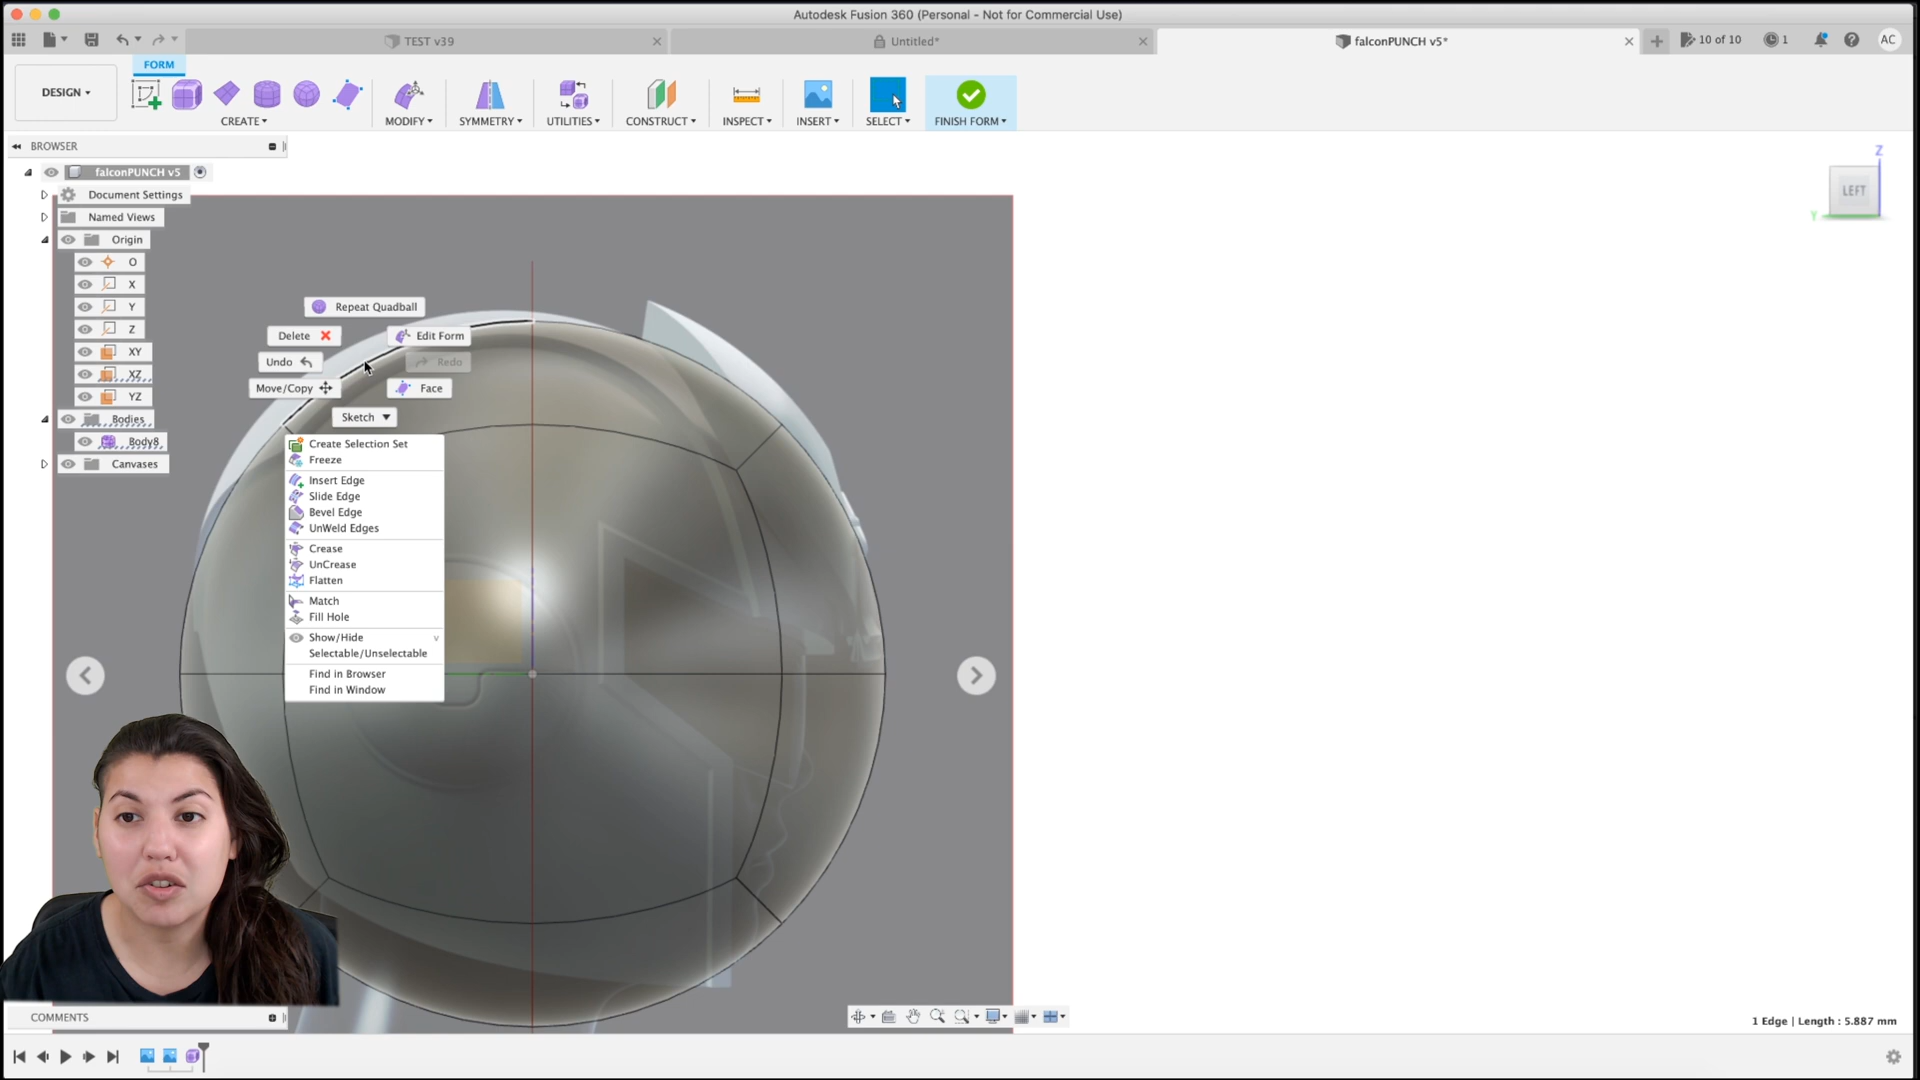 Autodesk Fusion 360 (Personal - Not for Commercial Use)
TEST v39
Untitled*
falconPUNCH v5*
10 of 10
1
AC
FORM
DESIGN
CREATE
MODIFY
SYMMETRY
UTILITIES
CONSTRUCT
INSPECT
INSERT
SELECT
FINISH FORM
BROWSER
falconPUNCH v5
Document Settings
Named Views
Origin
O
X
Y
Z
XY
XZ
YZ
Bodies
Body8
Canvases
Z
LEFT
Y
Repeat Quadball
Delete
Edit Form
Undo
Redo
Move/Copy
Face
Sketch
Create Selection Set
Freeze
Insert Edge
Slide Edge
Bevel Edge
UnWeld Edges
Crease
UnCrease
Flatten
Match
Fill Hole
Show/Hide v
Selectable/Unselectable
Find in Browser
Find in Window
COMMENTS
1 Edge | Length : 5.887 mm